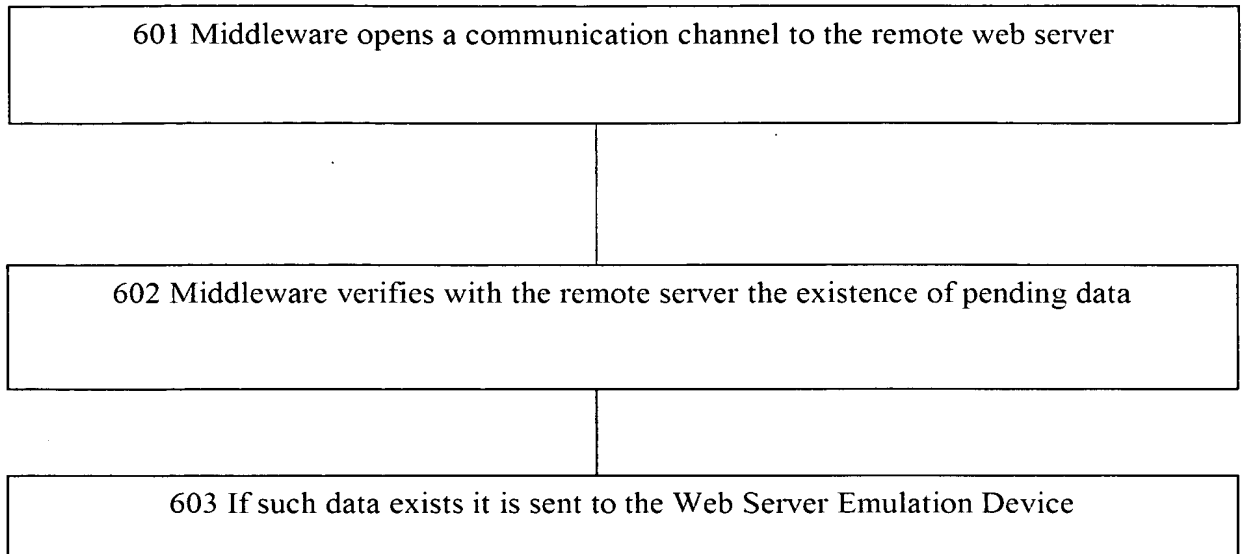 601 Middleware opens a communication channel to the remote web server
602 Middleware verifies with the remote server the existence of pending data
603 If such data exists it is sent to the Web Server Emulation Device